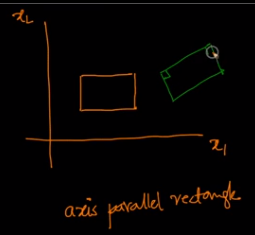 x₂
x₁
axis parallel rectangle